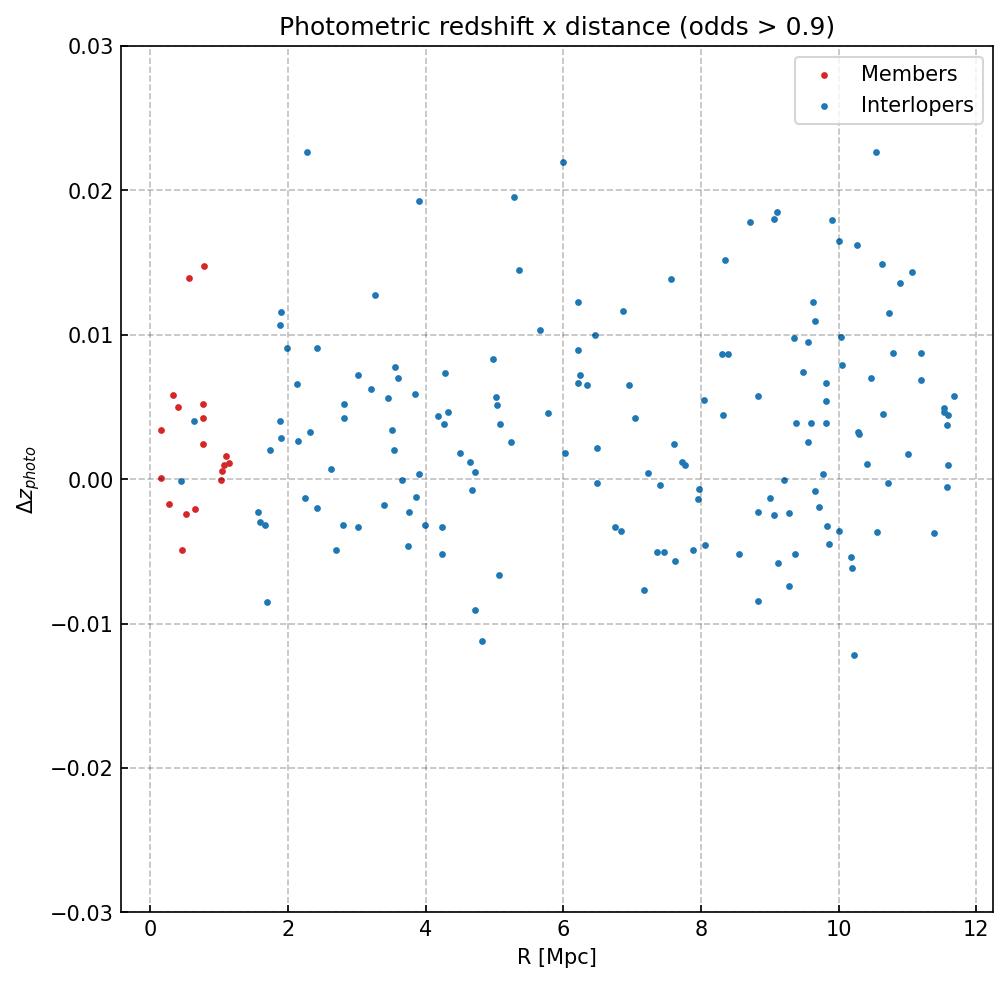 Photometric redshift x distance (odds > 0.9)
Members
Interlopers
0.03
0.02
0.01
0.00
−0.01
−0.02
−0.03
Δz_photo
0 2 4 6 8 10 12
R [Mpc]